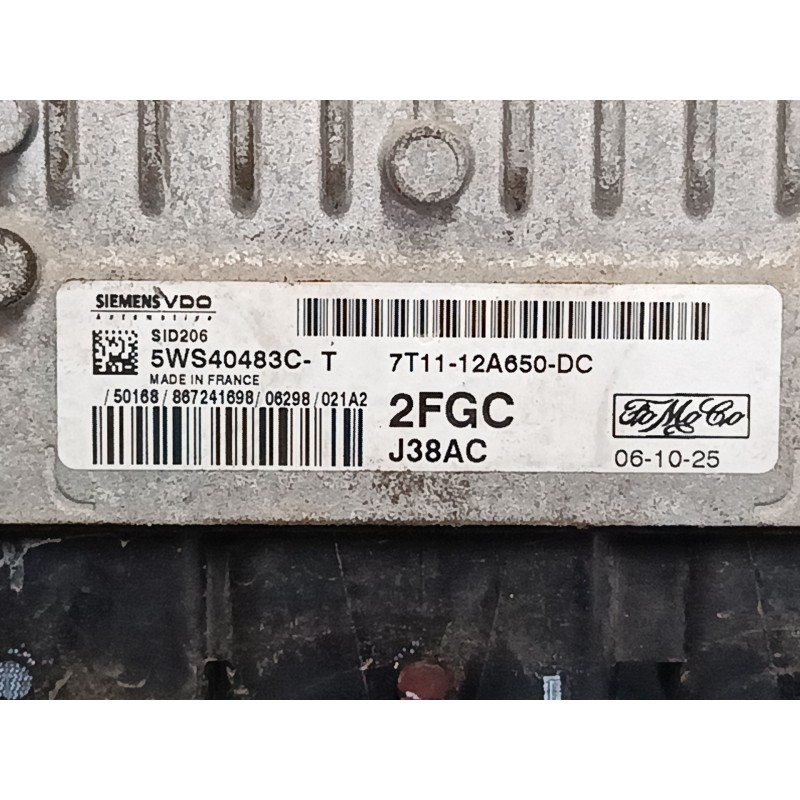 SIEMENS VDO
Automotive
SID206
5WS40483C- T
MADE IN FRANCE
/ 50168 / 867241698 / 06298 / 021A2
7T11-12A650-DC
2FGC
J38AC
FoMoCo
06-10-25